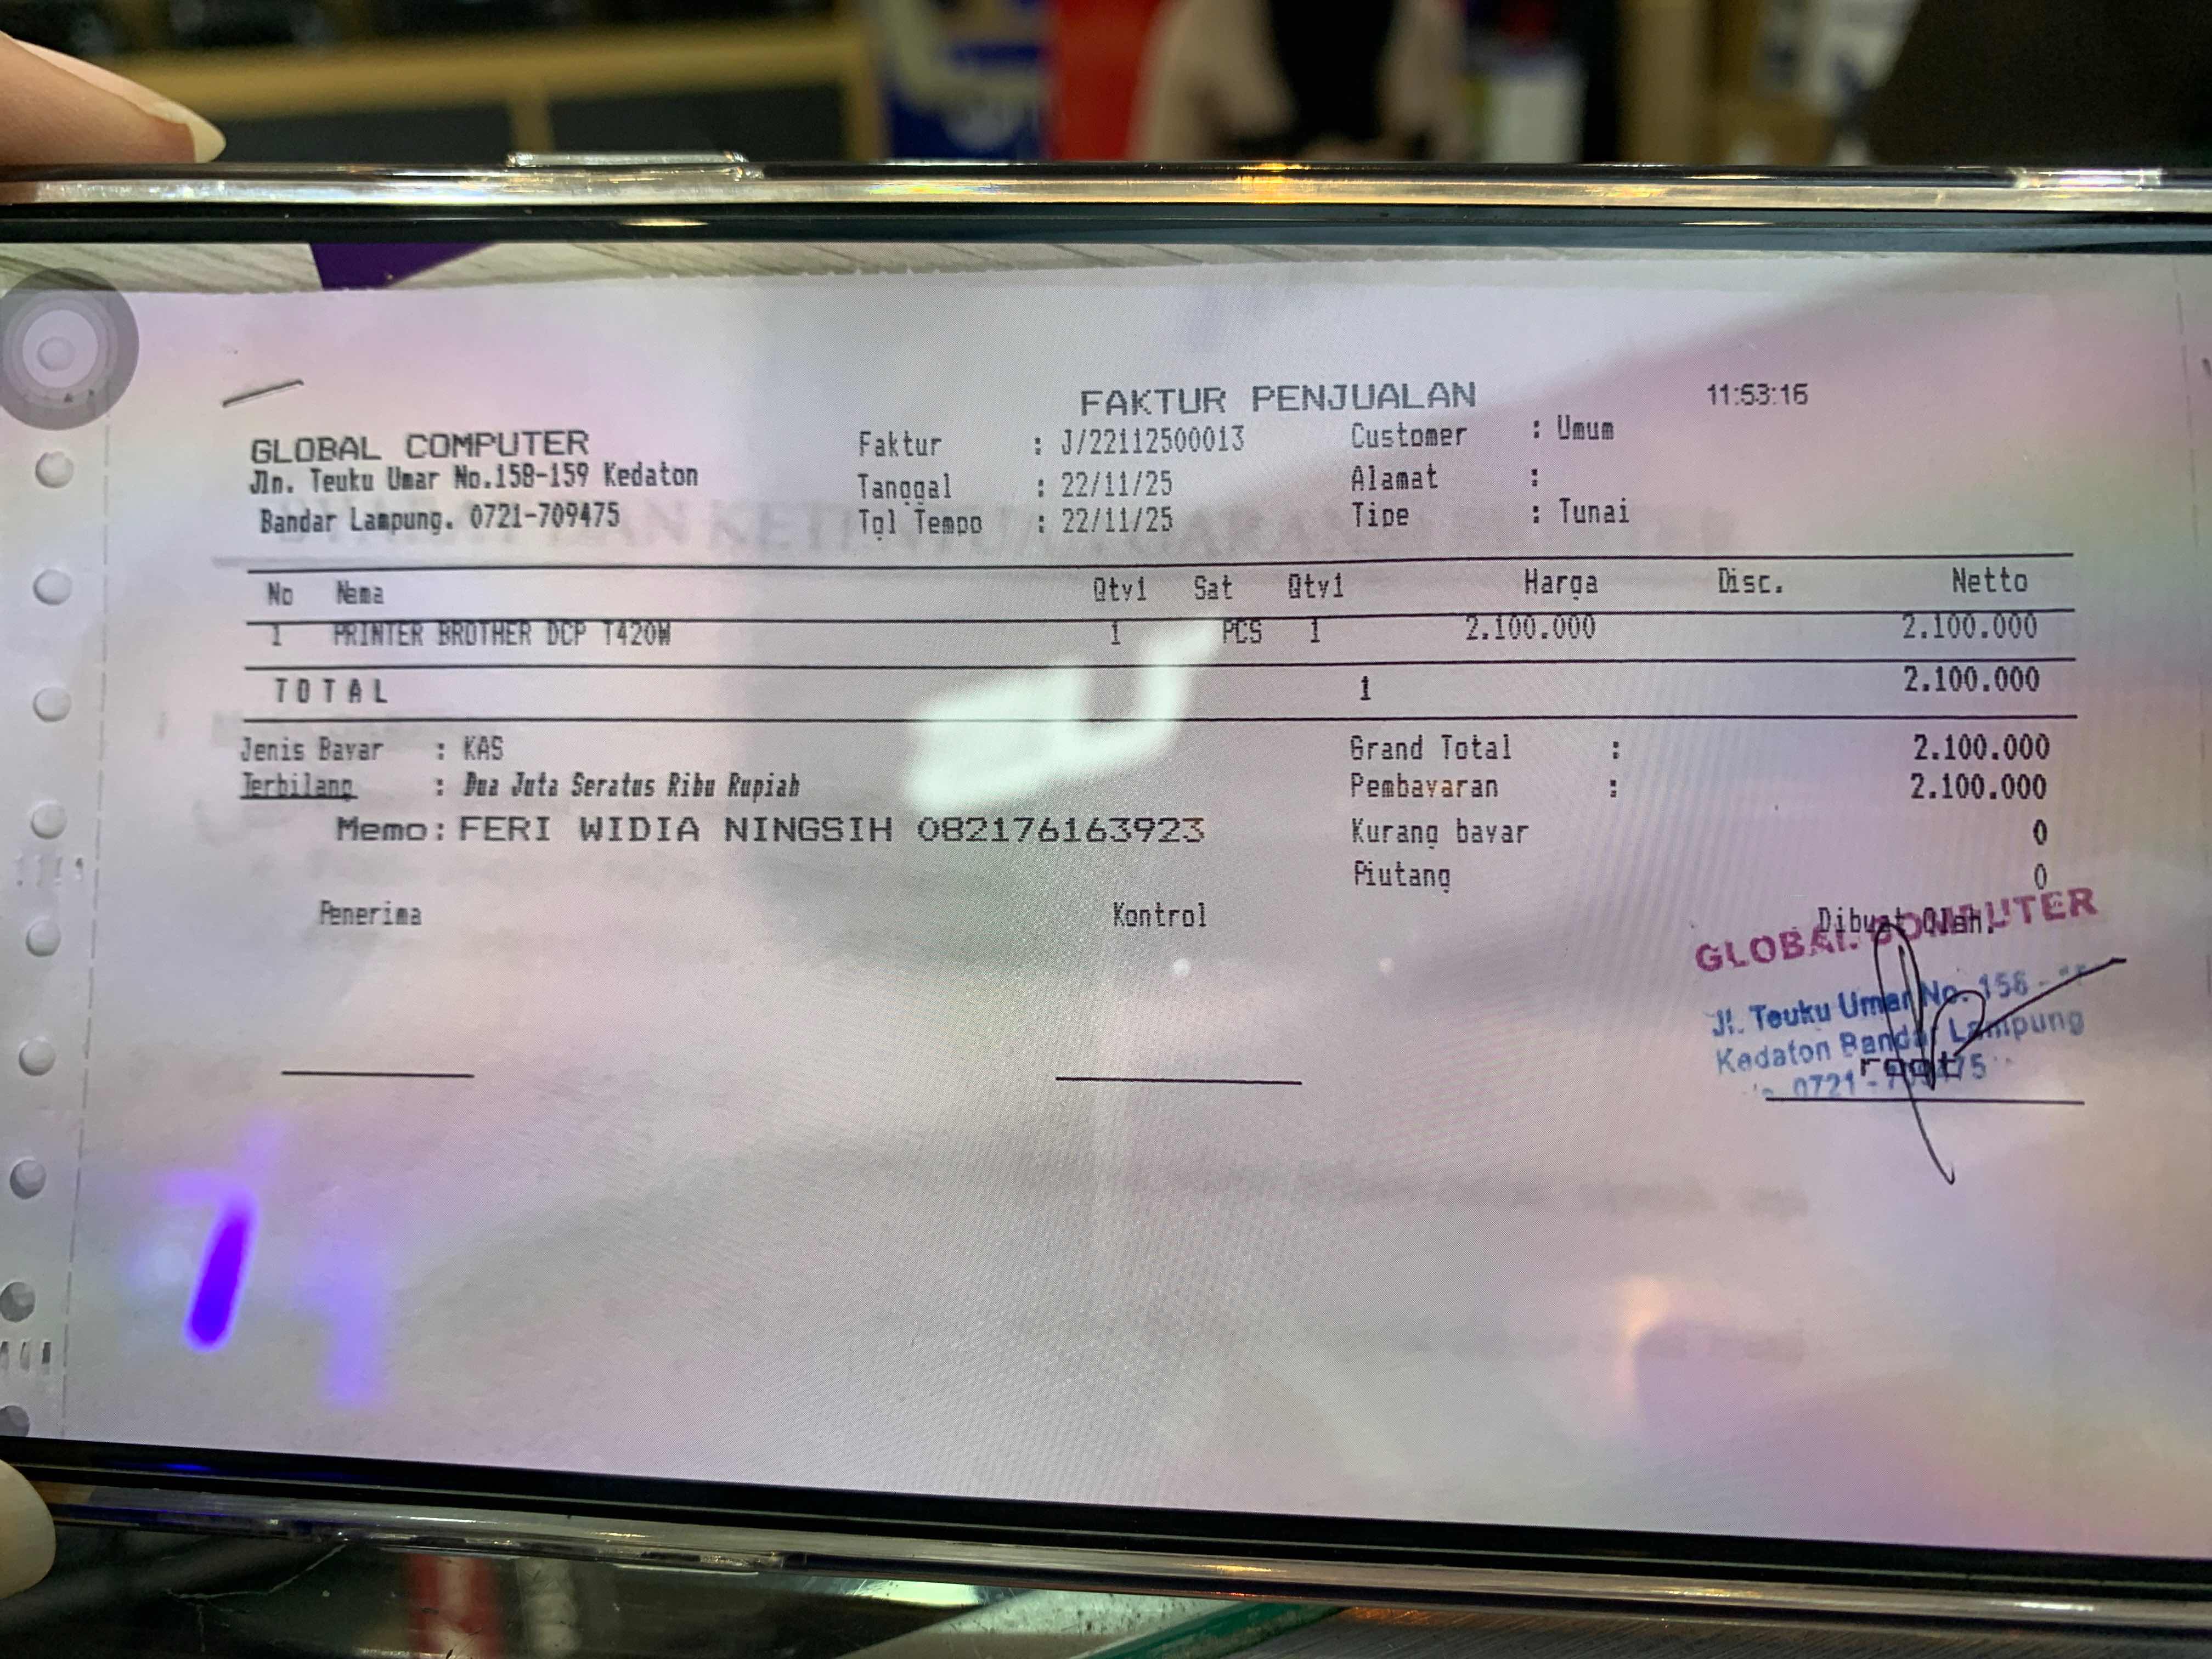 FAKTUR PENJUALAN 11:53:16
GLOBAL COMPUTER
Jln. Teuku Umar No.158-159 Kedaton
Bandar Lampung. 0721-709475
Faktur : J/22112500013
Tanggal : 22/11/25
Tgl Tempo : 22/11/25
Customer : Umum
Alamat :
Tipe : Tunai
No Nama Qty1 Sat Qty1 Harga Disc. Netto
1 PRINTER BROTHER DCP T420W 1 PCS 1 2.100.000 2.100.000
TOTAL 1 2.100.000
Jenis Bayar : KAS
Terbilang : Dua Juta Seratus Ribu Rupiah
Memo: FERI WIDIA NINGSIH 082176163923
Grand Total : 2.100.000
Pembayaran : 2.100.000
Kurang bayar 0
Piutang 0
Penerima Kontrol Dibuat Oleh,
GLOBAL COMPUTER
Jl. Teuku Umar No. 158 -
Kedaton Bandar Lampung
0721 - 709475
root